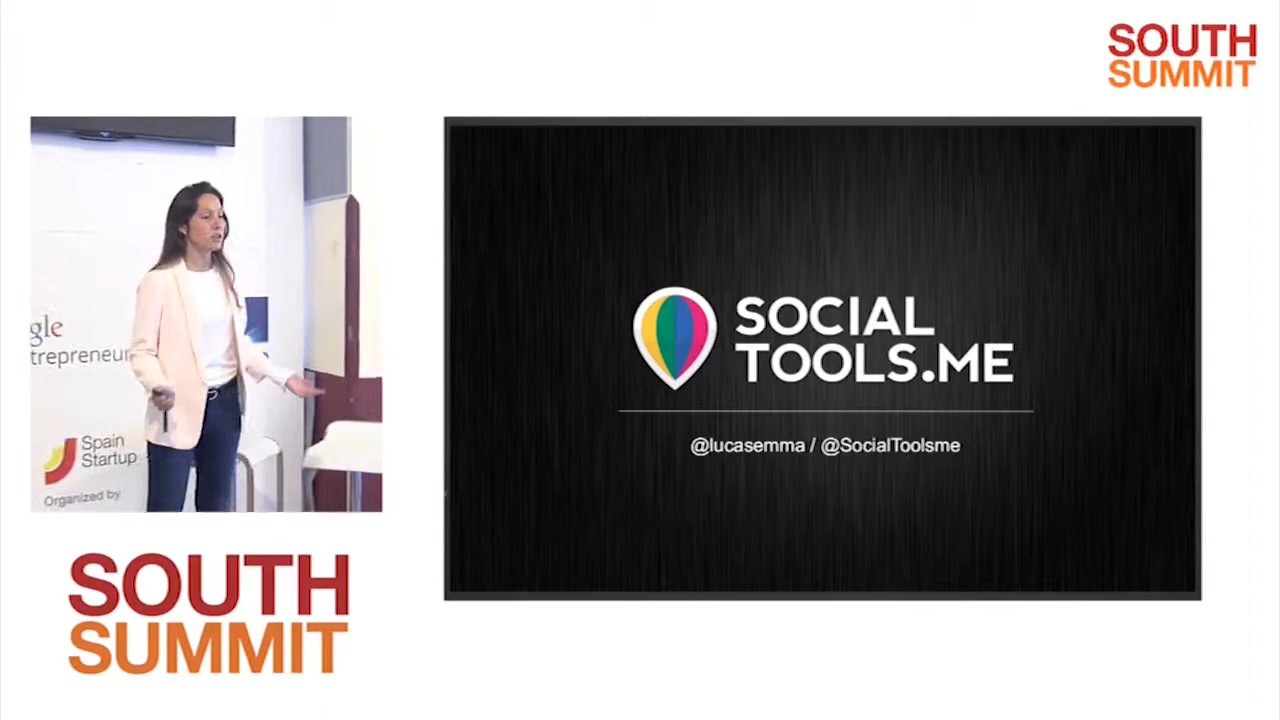 SOUTH
SUMMIT
gle
trepreneur
Spain
Startup
Organized by
SOUTH
SUMMIT
SOCIAL
TOOLS.ME
@lucasemma / @SocialToolsme